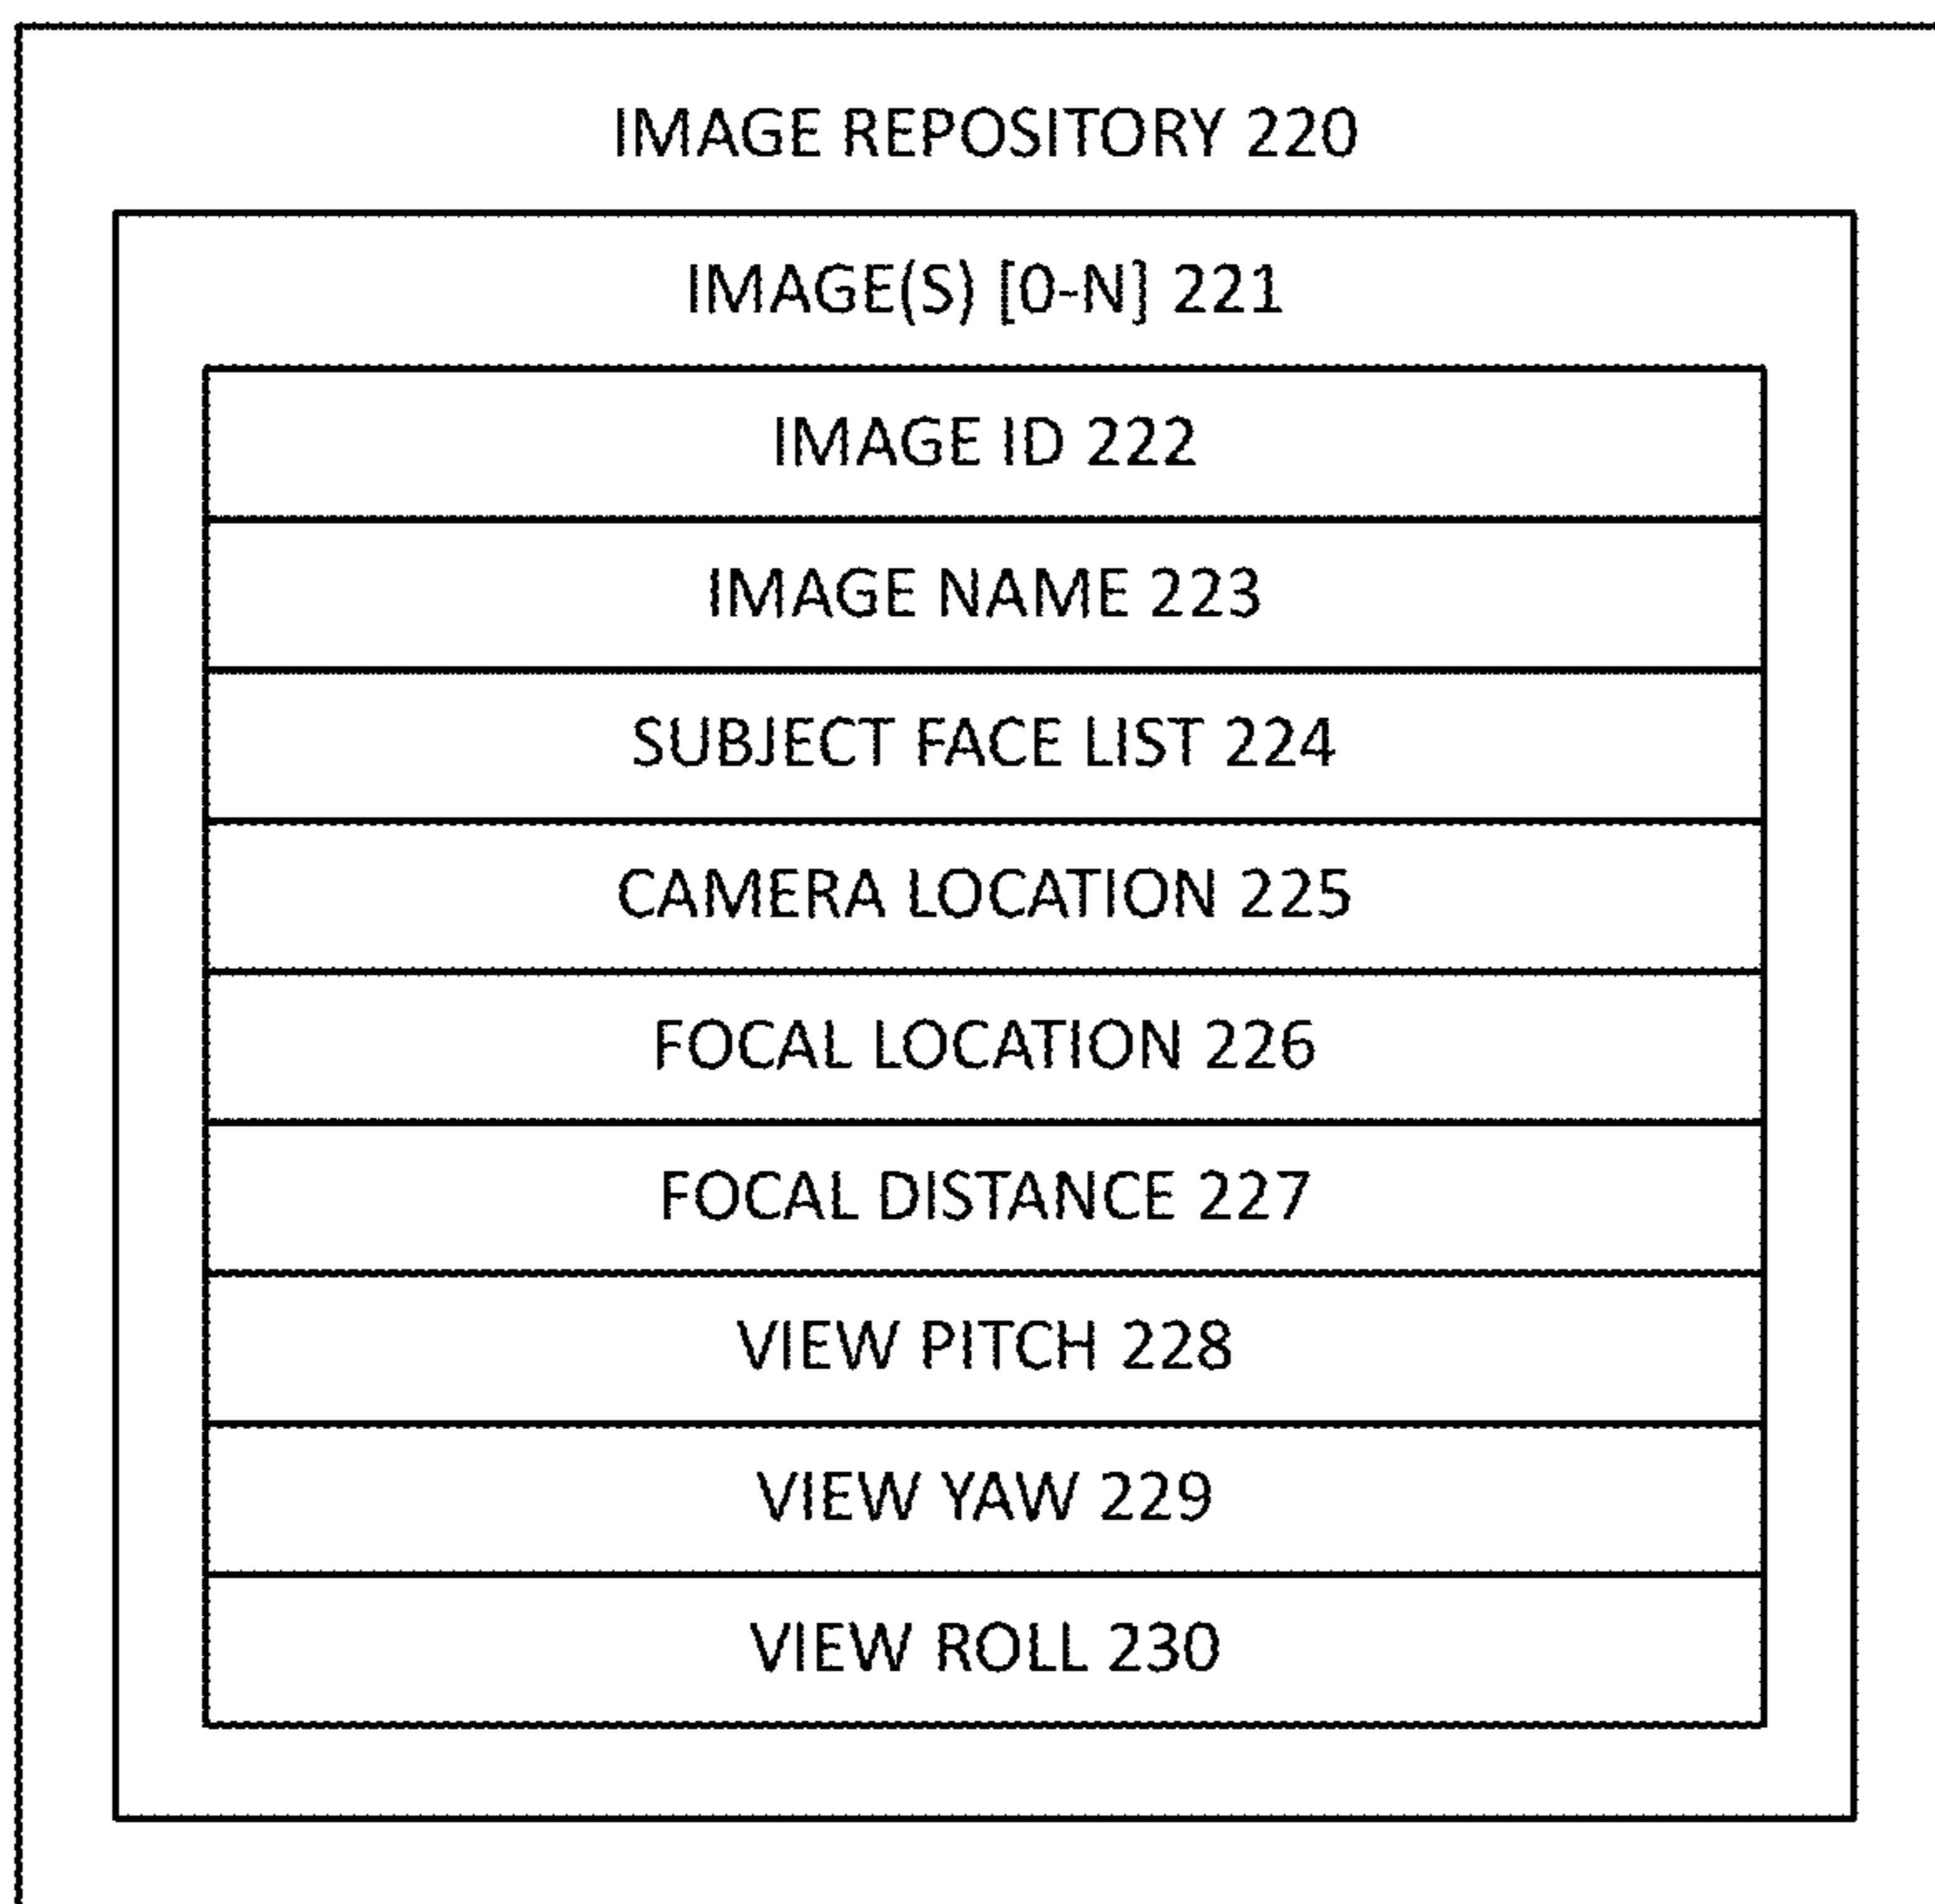 IMAGE REPOSITORY 220
IMAGE(S) [0-N] 221
IMAGE ID 222
IMAGE NAME 223
SUBJECT FACE LIST 224
CAMERA LOCATION 225
FOCAL LOCATION 226
FOCAL DISTANCE 227
VIEW PITCH 228
VIEW YAW 229
VIEW ROLL 230